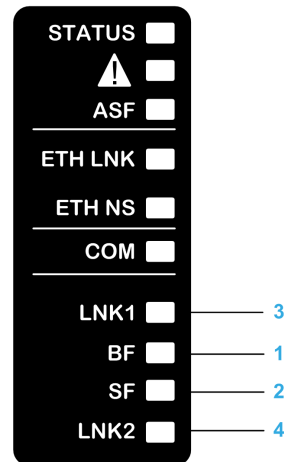 STATUS
!
ASF
ETH LNK
ETH NS
COM
LNK1 3
BF 1
SF 2
LNK2 4